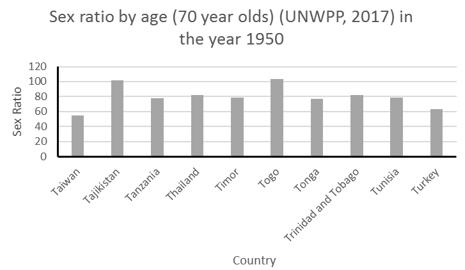 Sex ratio by age (70 year olds) (UNWPP, 2017) in
the year 1950
120
100
80
60
40
20
0
Sex Ratio
Taiwan
Tajikistan
Tanzania
Thailand
Timor
Togo
Tonga
Trinidad and Tobago
Tunisia
Turkey
Country